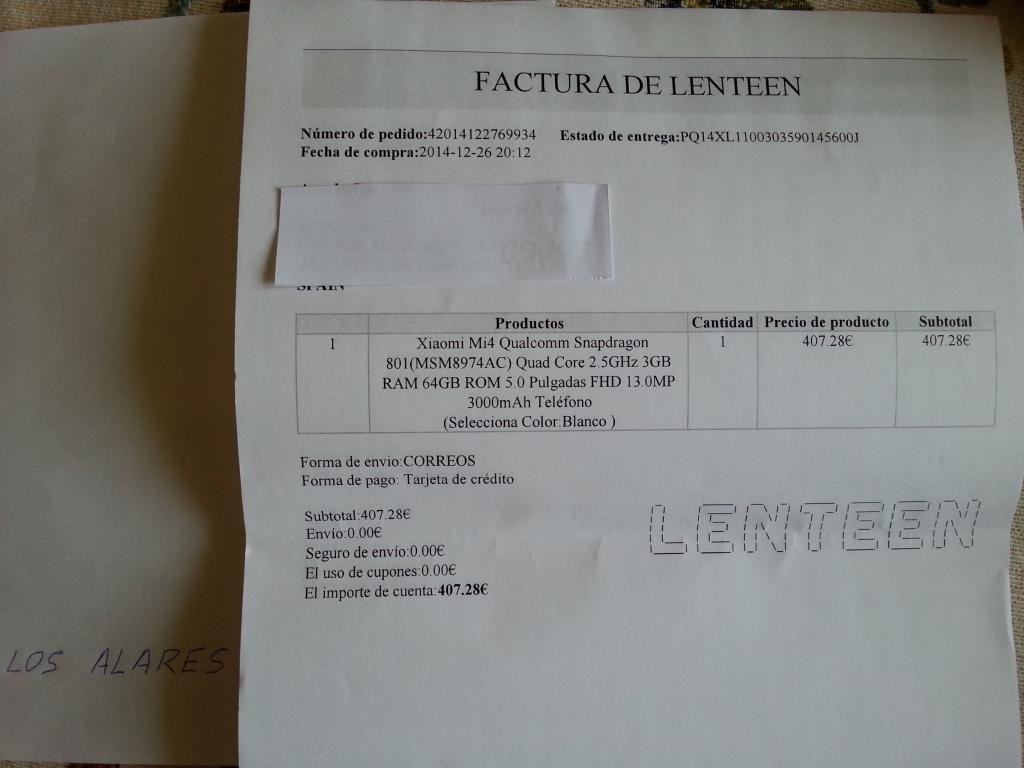 FACTURA DE LENTEEN
Número de pedido:42014122769934 Estado de entrega:PQ14XL1100303590145600J
Fecha de compra:2014-12-26 20:12
SPAIN
Productos Cantidad Precio de producto Subtotal
1 Xiaomi Mi4 Qualcomm Snapdragon 1 407.28€ 407.28€
801(MSM8974AC) Quad Core 2.5GHz 3GB
RAM 64GB ROM 5.0 Pulgadas FHD 13.0MP
3000mAh Teléfono
(Selecciona Color:Blanco )
Forma de envio:CORREOS
Forma de pago: Tarjeta de crédito
Subtotal:407.28€
Envío:0.00€
Seguro de envío:0.00€
El uso de cupones:0.00€
El importe de cuenta:407.28€
LENTEEN
LOS ALARES